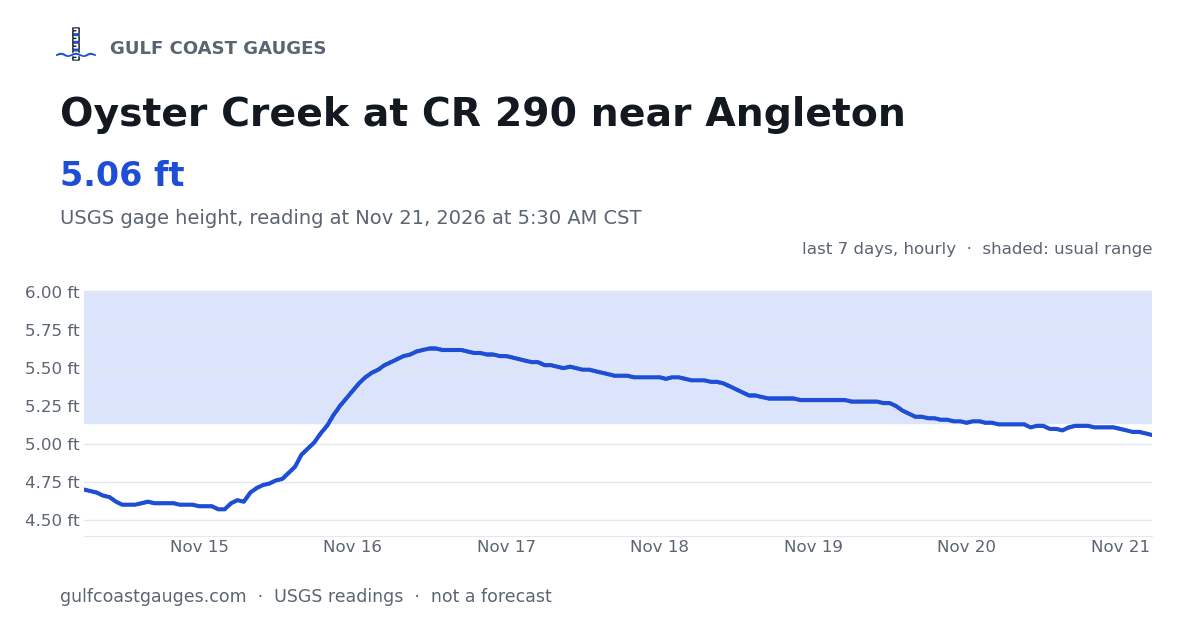 GULF COAST GAUGES
Oyster Creek at CR 290 near Angleton
5.06 ft
USGS gage height, reading at Nov 21, 2026 at 5:30 AM CST
last 7 days, hourly · shaded: usual range
6.00 ft
5.75 ft
5.50 ft
5.25 ft
5.00 ft
4.75 ft
4.50 ft
Nov 15 Nov 16 Nov 17 Nov 18 Nov 19 Nov 20 Nov 21
gulfcoastgauges.com · USGS readings · not a forecast